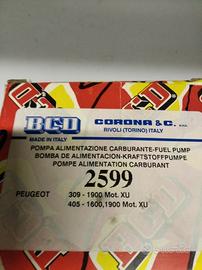 BCD
MADE IN ITALY
CORONA & C. s.n.c.
RIVOLI (TORINO) ITALY
POMPA ALIMENTAZIONE CARBURANTE-FUEL PUMP
BOMBA DE ALIMENTACION-KRAFTSTOFFPUMPE
POMPE ALIMENTATION CARBURANT
2599
PEUGEOT
309 - 1900 Mot. XU
405 - 1600,1900 Mot. XU